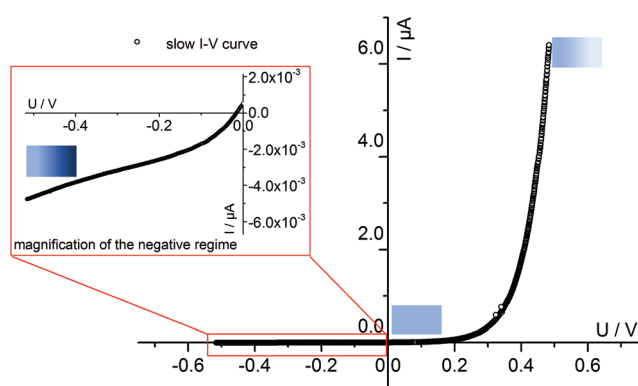 slow I-V curve
U / V
-0.4
-0.2
0.0
2.0x10⁻³
0.0
-2.0x10⁻³
-4.0x10⁻³
-6.0x10⁻³
I / µA
magnification of the negative regime
I / µA
6.0
4.0
2.0
0.0
U / V
-0.6
-0.4
-0.2
0
0.2
0.4
0.6